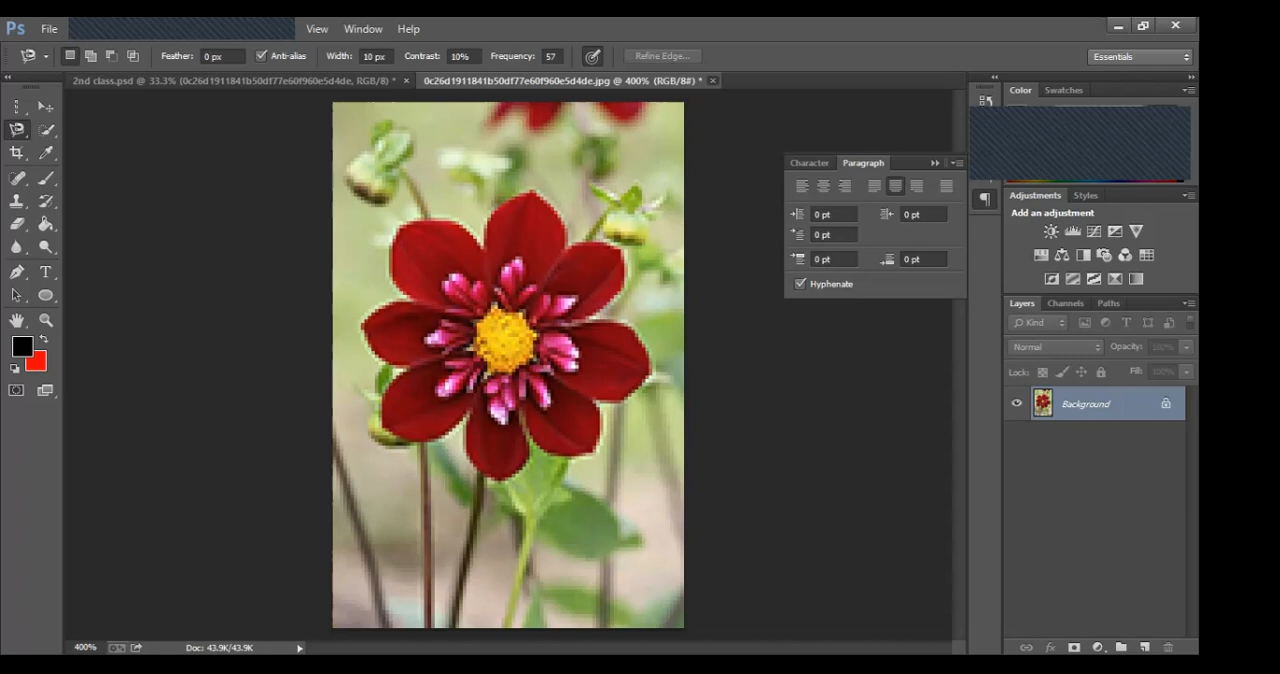 Ps File View Window Help
Feather: 0 px Anti-alias Width: 10 px Contrast: 10% Frequency: 57 Refine Edge... Essentials
2nd class.psd @ 33.3% (0c26d1911841b50df77e60f960e5d4de, RGB/8) * × 0c26d1911841b50df77e60f960e5d4de.jpg @ 400% (RGB/8#) * ×
Color Swatches
Character Paragraph
0 pt 0 pt
0 pt
0 pt 0 pt
Hyphenate
Adjustments Styles
Add an adjustment
Layers Channels Paths
Kind
Normal Opacity: 100%
Lock: Fill: 100%
Background
400% Doc: 43.9K/43.9K